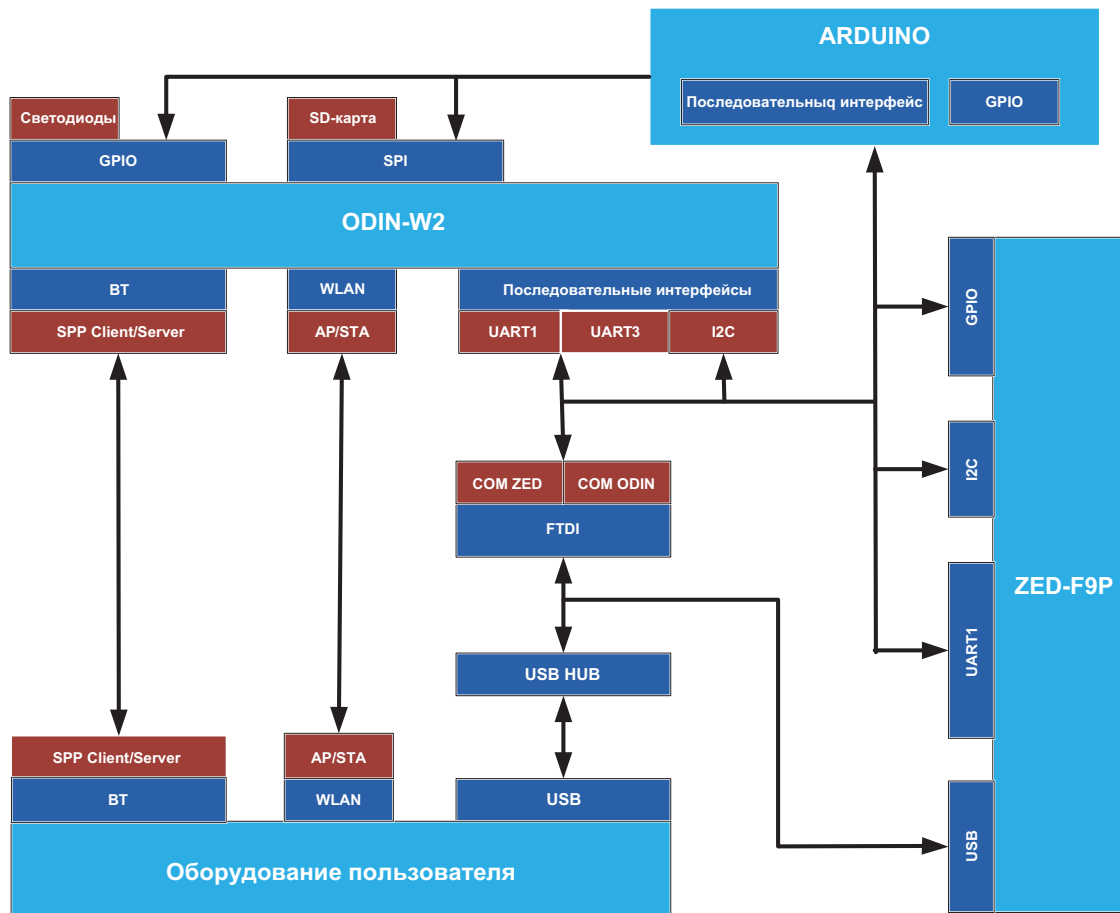 ARDUINO
Последовательныq интерфейс
GPIO
Светодиоды
SD-карта
GPIO
SPI
ODIN-W2
BT
WLAN
Последовательные интерфейсы
SPP Client/Server
AP/STA
UART1
UART3
I2C
GPIO
I2C
UART1
USB
ZED-F9P
COM ZED
COM ODIN
FTDI
USB HUB
SPP Client/Server
AP/STA
BT
WLAN
USB
Оборудование пользователя